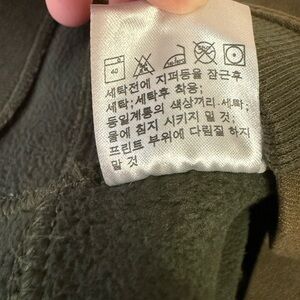 40
세탁전에 지퍼등을 잠근후
세탁; 세탁후 착용;
동일계통의 색상끼리 세탁;
물에 침지 시키지 말 것;
프린트 부위에 다림질 하지
말 것